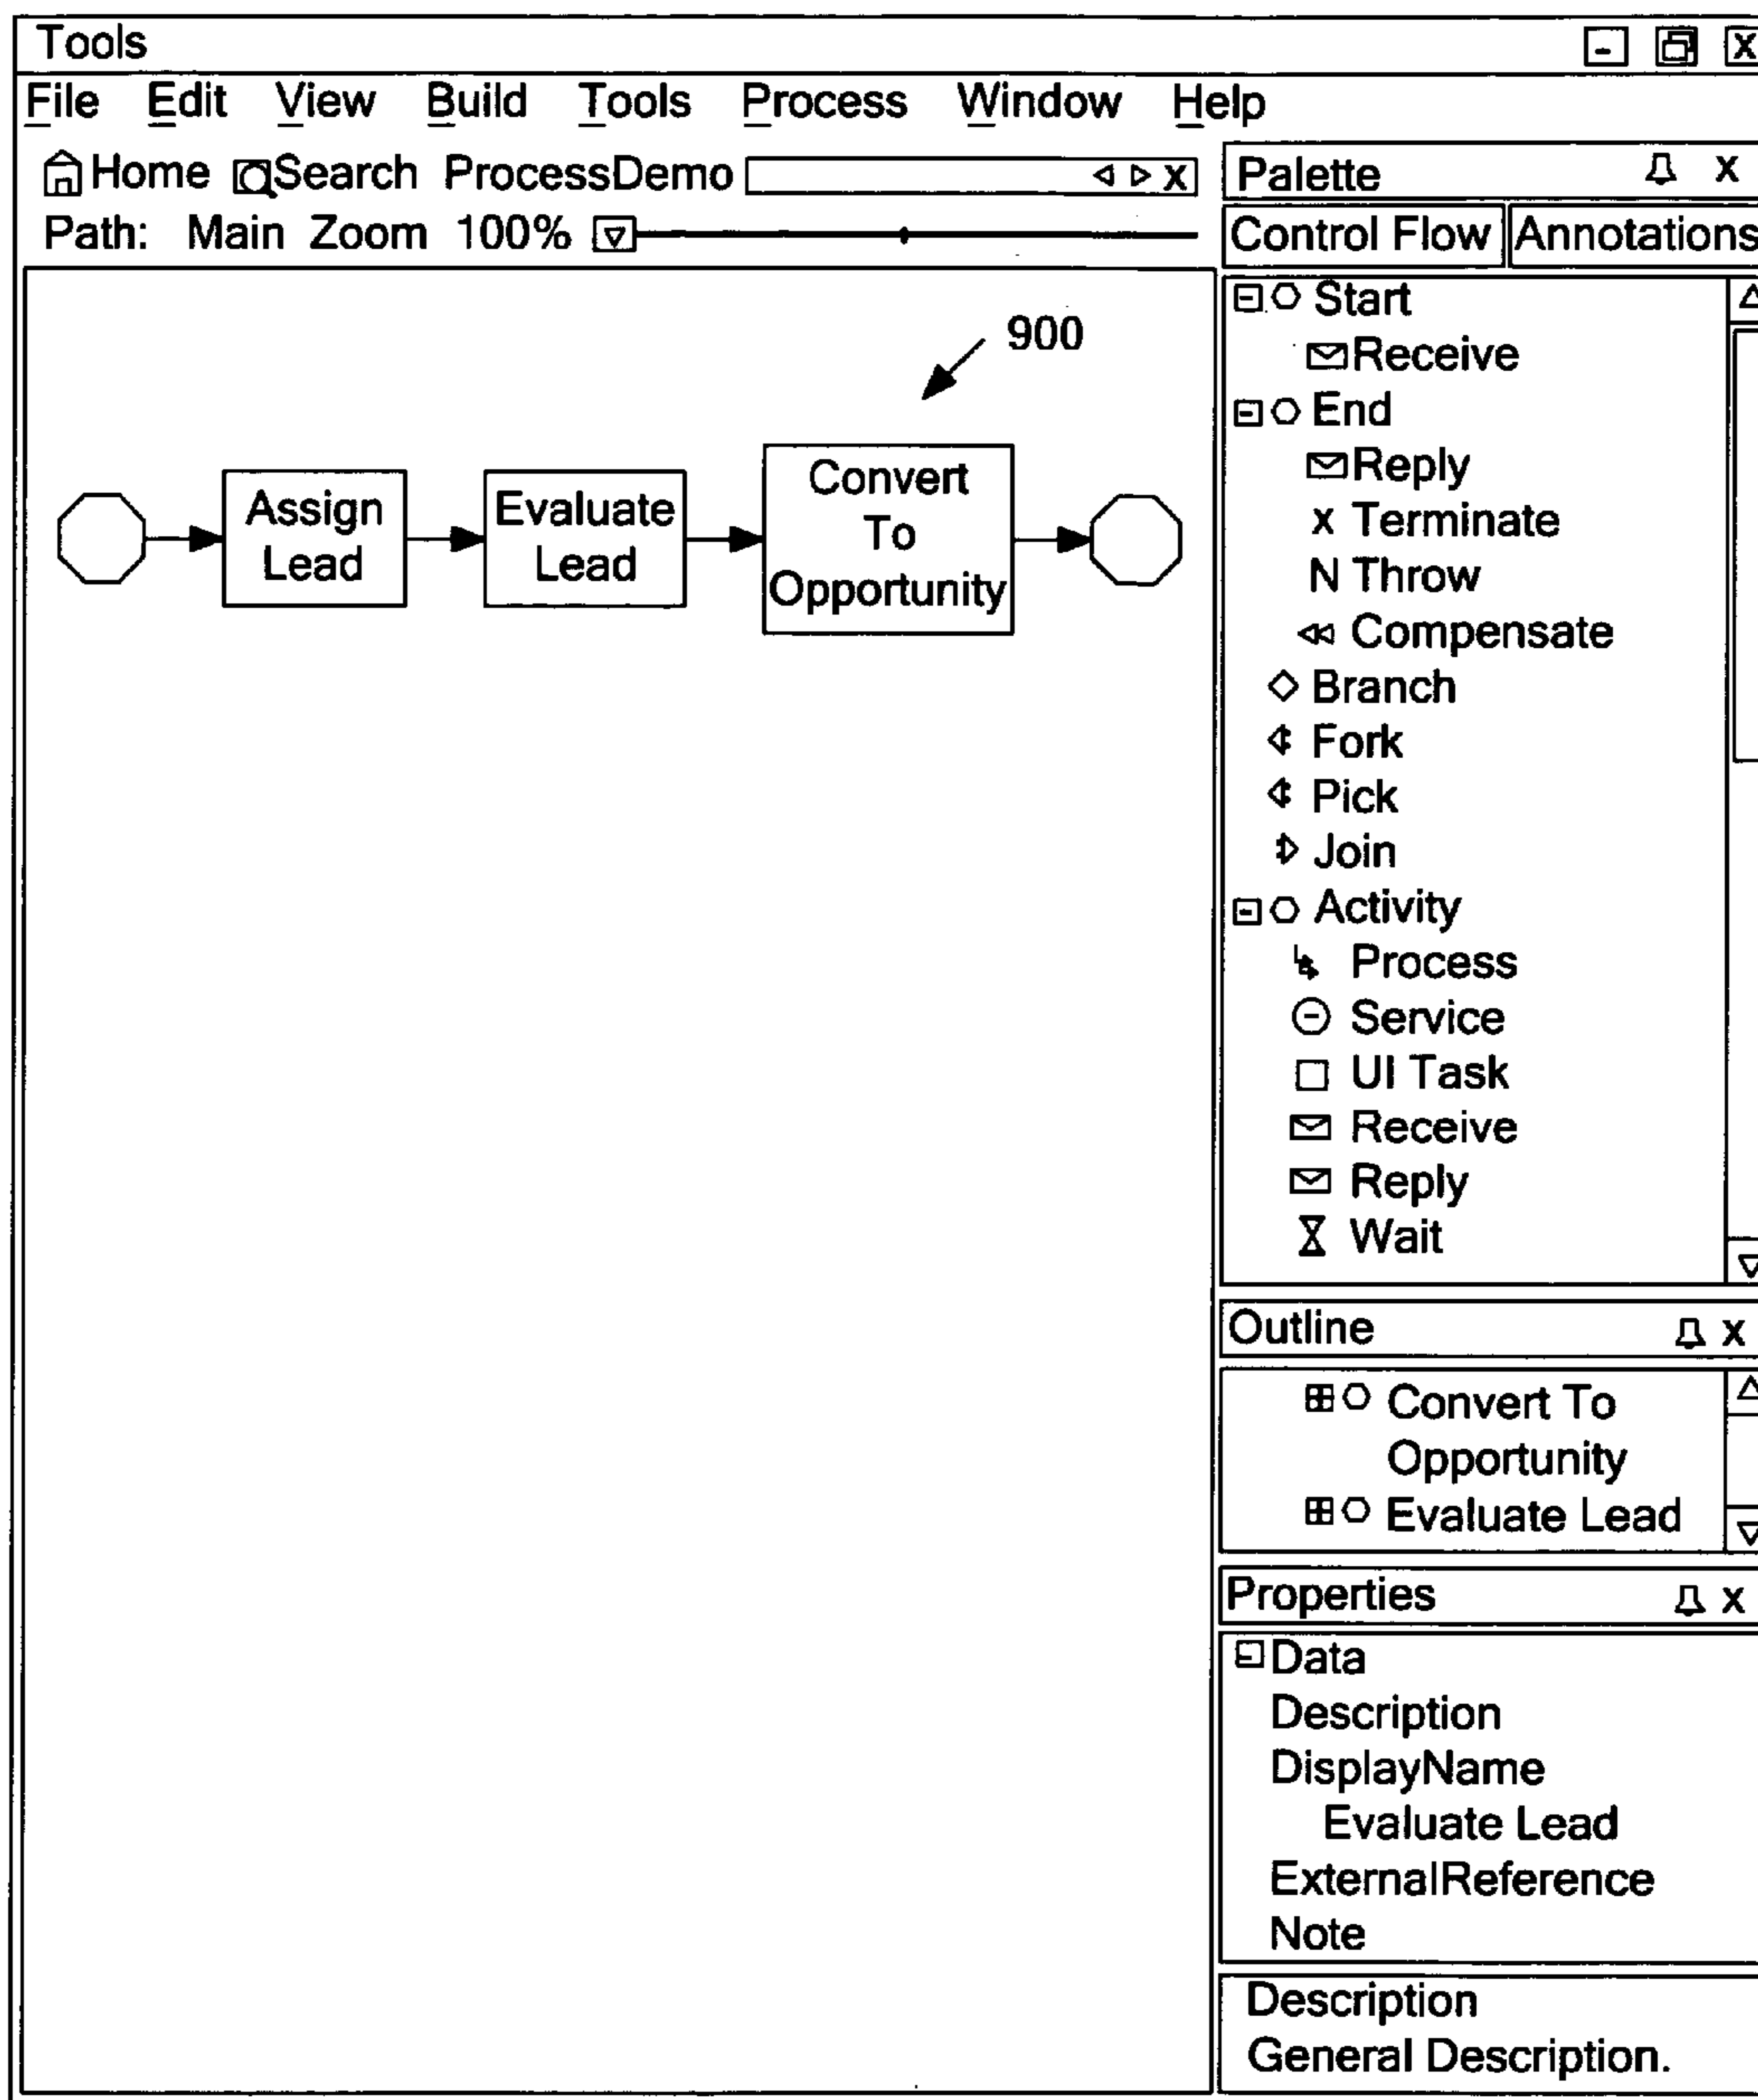 Tools
File Edit View Build Tools Process Window Help
Home Search ProcessDemo X
Path: Main Zoom 100%
900
Assign
Lead
Evaluate
Lead
Convert
To
Opportunity
Palette X
Control Flow Annotations
Start
Receive
End
Reply
x Terminate
N Throw
Compensate
Branch
Fork
Pick
Join
Activity
Process
Service
UI Task
Receive
Reply
Wait
Outline X
Convert To
Opportunity
Evaluate Lead
Properties X
Data
Description
DisplayName
Evaluate Lead
ExternalReference
Note
Description
General Description.